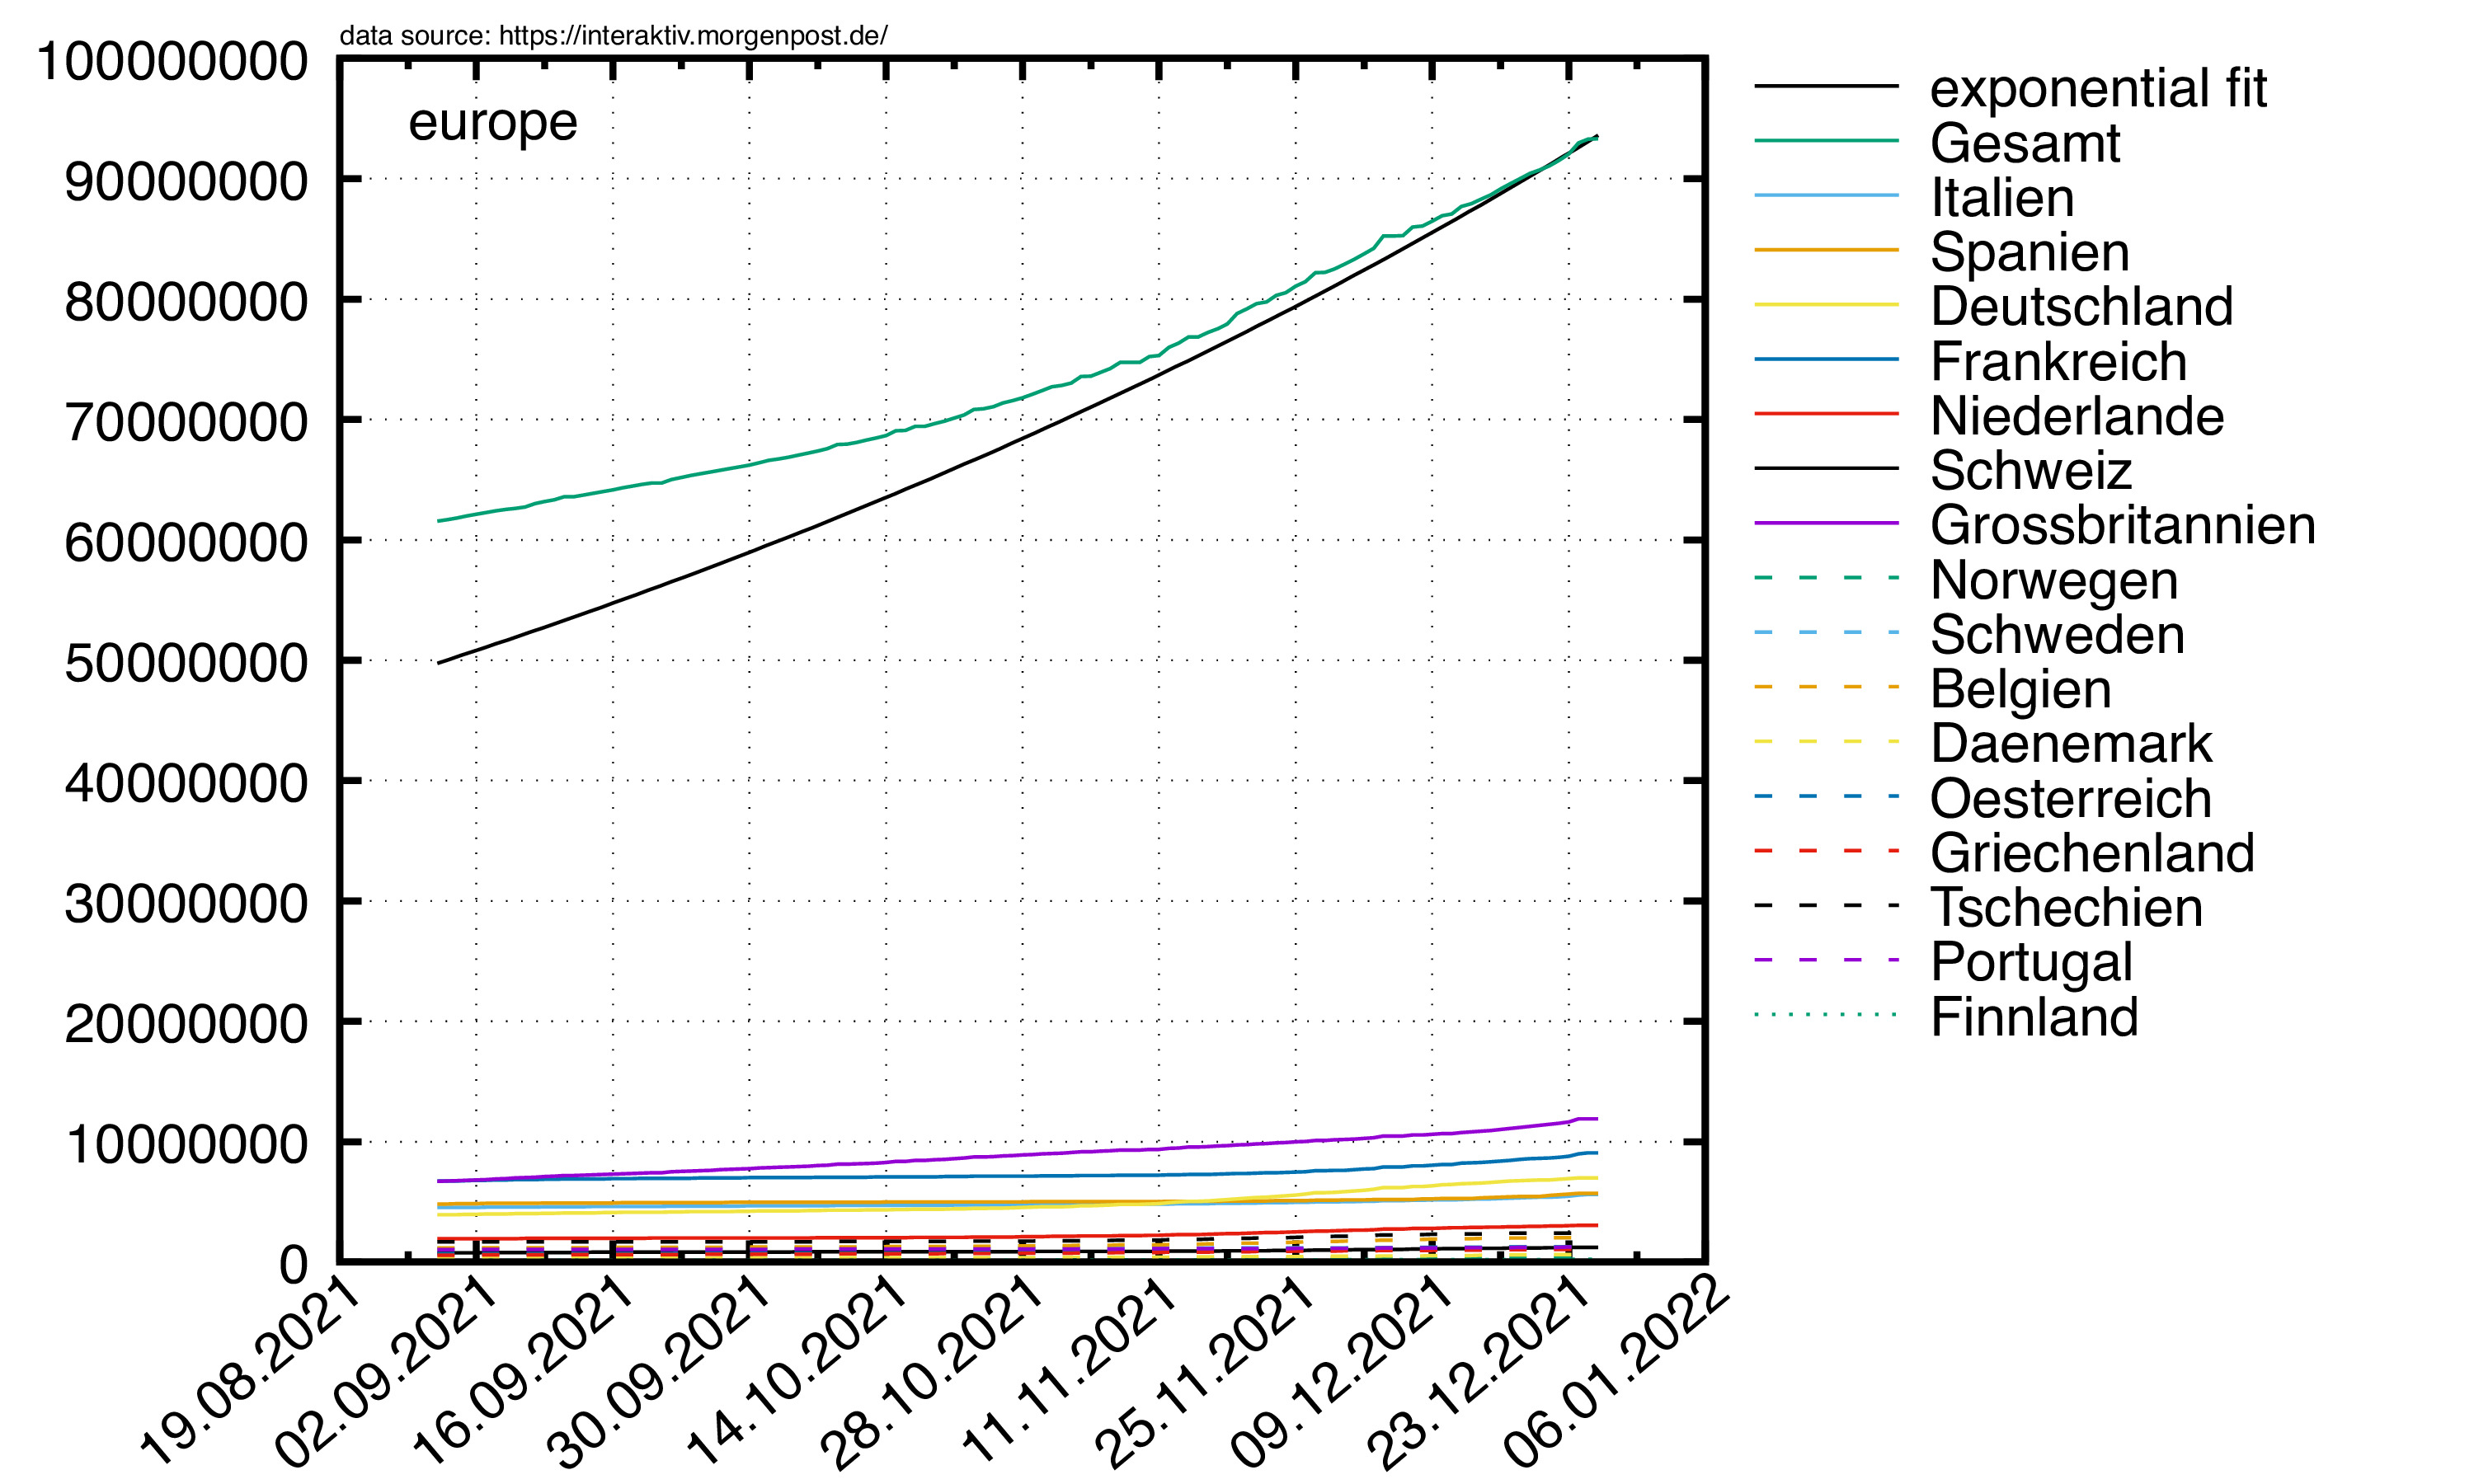 data source: https://interaktiv.morgenpost.de/
europe
100000000
90000000
80000000
70000000
60000000
50000000
40000000
30000000
20000000
10000000
0
19.08.2021
02.09.2021
16.09.2021
30.09.2021
14.10.2021
28.10.2021
11.11.2021
25.11.2021
09.12.2021
23.12.2021
06.01.2022
exponential fit
Gesamt
Italien
Spanien
Deutschland
Frankreich
Niederlande
Schweiz
Grossbritannien
Norwegen
Schweden
Belgien
Daenemark
Oesterreich
Griechenland
Tschechien
Portugal
Finnland